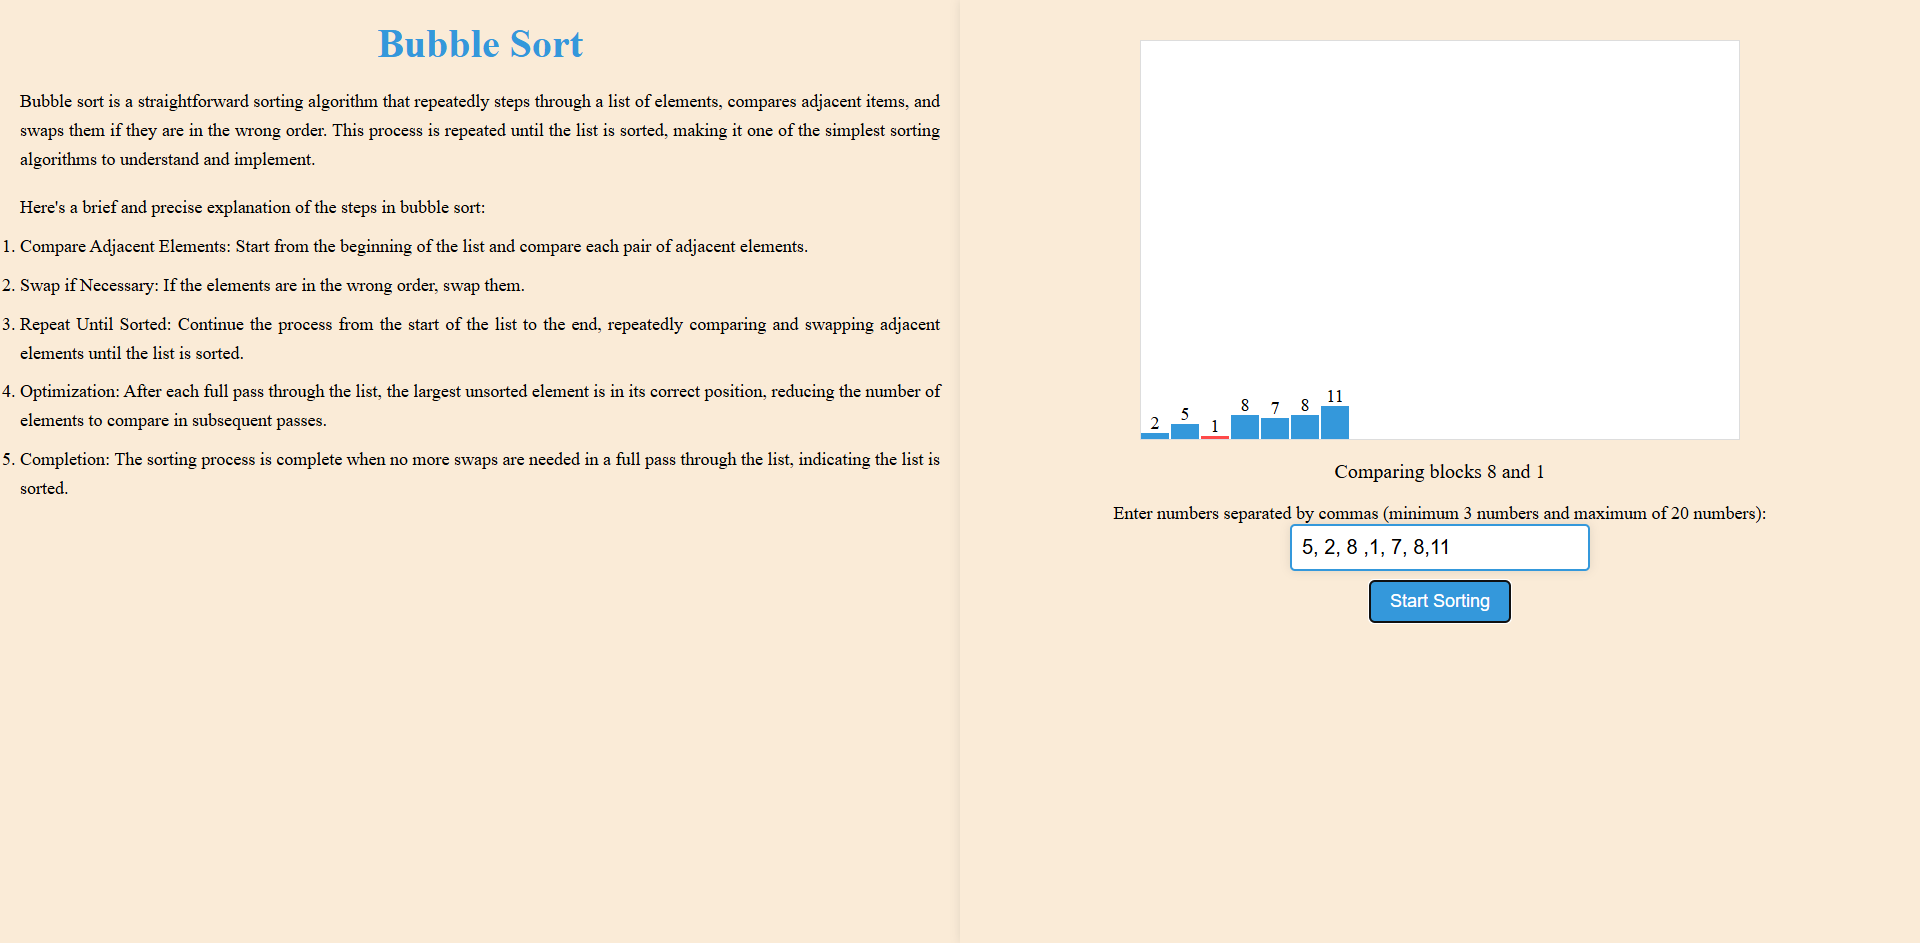 Bubble Sort
Bubble sort is a straightforward sorting algorithm that repeatedly steps through a list of elements, compares adjacent items, and
swaps them if they are in the wrong order. This process is repeated until the list is sorted, making it one of the simplest sorting
algorithms to understand and implement.
Here's a brief and precise explanation of the steps in bubble sort:
1. Compare Adjacent Elements: Start from the beginning of the list and compare each pair of adjacent elements.
2. Swap if Necessary: If the elements are in the wrong order, swap them.
3. Repeat Until Sorted: Continue the process from the start of the list to the end, repeatedly comparing and swapping adjacent
elements until the list is sorted.
4. Optimization: After each full pass through the list, the largest unsorted element is in its correct position, reducing the number of
elements to compare in subsequent passes.
5. Completion: The sorting process is complete when no more swaps are needed in a full pass through the list, indicating the list is
sorted.
2 5 1 8 7 8 11
Comparing blocks 8 and 1
Enter numbers separated by commas (minimum 3 numbers and maximum of 20 numbers):
5, 2, 8 ,1, 7, 8,11
Start Sorting